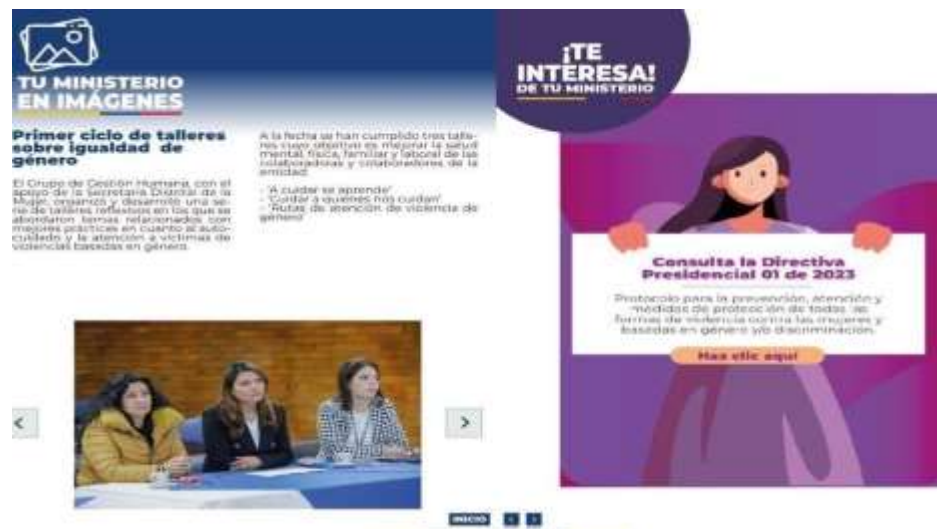 TU MINISTERIO
EN IMÁGENES
Primer ciclo de talleres
sobre igualdad de
género
El Grupo de Gestión Humana, con el
apoyo de la Secretaría Distrital de la
Mujer, organizó y desarrolló una se-
rie de talleres reflexivos en los que se
abordaron temas relacionados con
mejores prácticas en cuanto al auto-
cuidado y la atención a víctimas de
violencias basadas en género.
A la fecha se han cumplido tres talle-
res cuyo objetivo es mejorar la salud
mental, física, familiar y laboral de las
colaboradoras y colaboradores de la
entidad:
- 'A cuidar se aprende'
- 'Cuidar a quienes nos cuidan'
- 'Rutas de atención de violencia de
género'
¡TE
INTERESA!
DE TU MINISTERIO
Consulta la Directiva
Presidencial 01 de 2023
Protocolo para la prevención, atención y
medidas de protección de todas las
formas de violencia contra las mujeres y
basadas en género y/o discriminación.
Haz clic aquí
INICIO